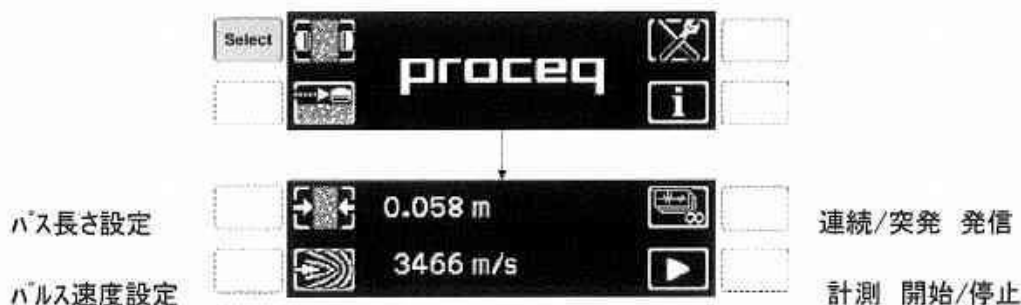 Select
proceq
i
パス長さ設定
0.058 m
連続/突発 発信
パルス速度設定
3466 m/s
計測 開始/停止